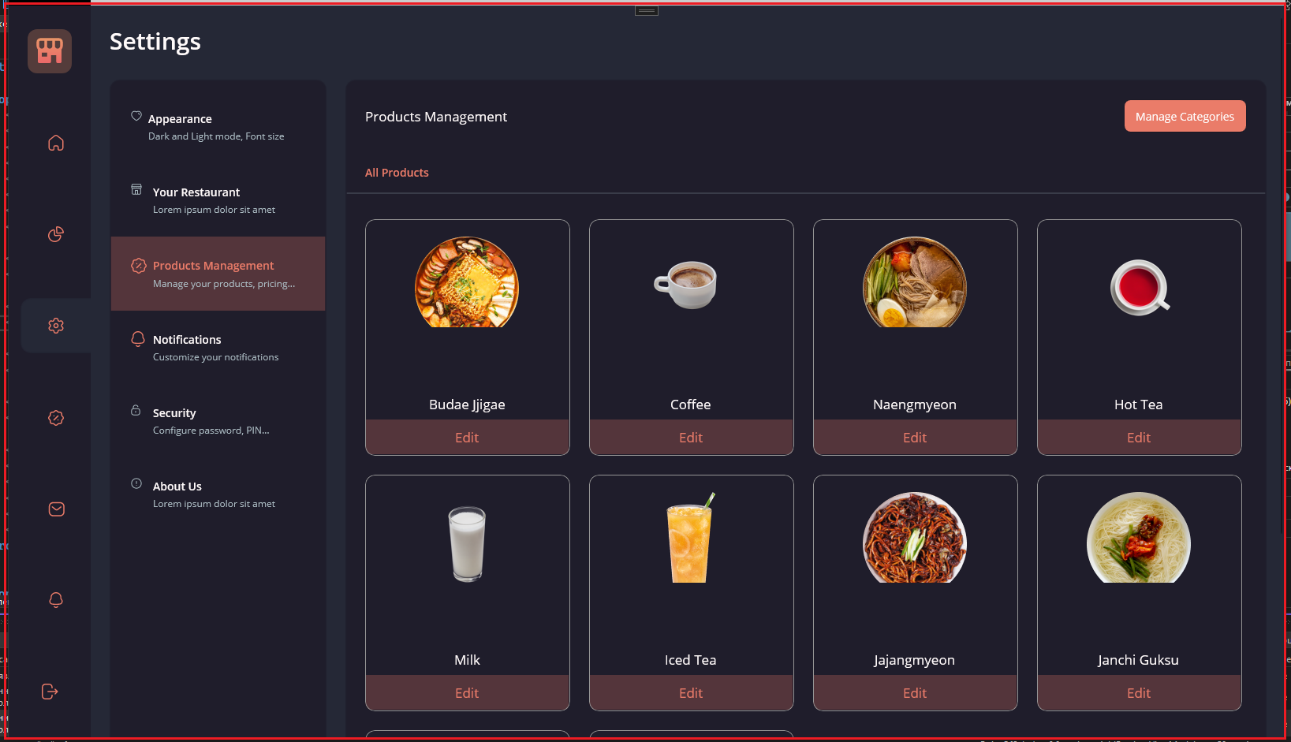 Settings
Appearance
Dark and Light mode, Font size
Your Restaurant
Lorem ipsum dolor sit amet
Products Management
Manage your products, pricing...
Notifications
Customize your notifications
Security
Configure password, PIN...
About Us
Lorem ipsum dolor sit amet
Products Management
Manage Categories
All Products
Budae Jjigae
Edit
Coffee
Edit
Naengmyeon
Edit
Hot Tea
Edit
Milk
Edit
Iced Tea
Edit
Jajangmyeon
Edit
Janchi Guksu
Edit